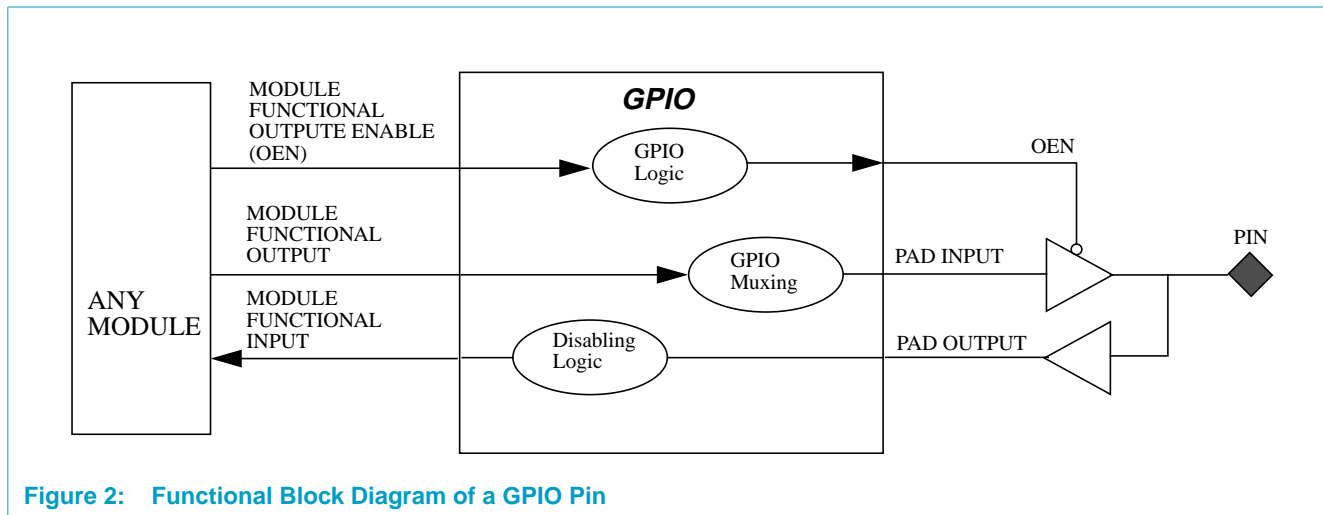 MODULE
FUNCTIONAL
OUTPUTE ENABLE
(OEN)
GPIO
GPIO
Logic
OEN
MODULE
FUNCTIONAL
OUTPUT
GPIO
Muxing
PAD INPUT
PIN
ANY
MODULE
MODULE
FUNCTIONAL
INPUT
Disabling
Logic
PAD OUTPUT
Figure 2: Functional Block Diagram of a GPIO Pin